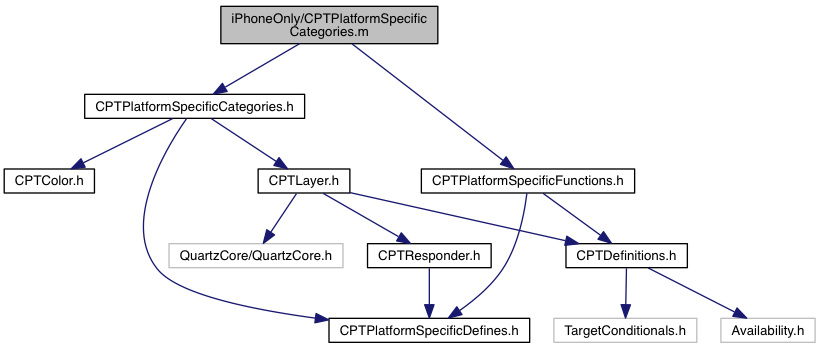 iPhoneOnly/CPTPlatformSpecific
Categories.m
CPTPlatformSpecificCategories.h
CPTColor.h
CPTLayer.h
CPTPlatformSpecificFunctions.h
QuartzCore/QuartzCore.h
CPTResponder.h
CPTDefinitions.h
CPTPlatformSpecificDefines.h
TargetConditionals.h
Availability.h